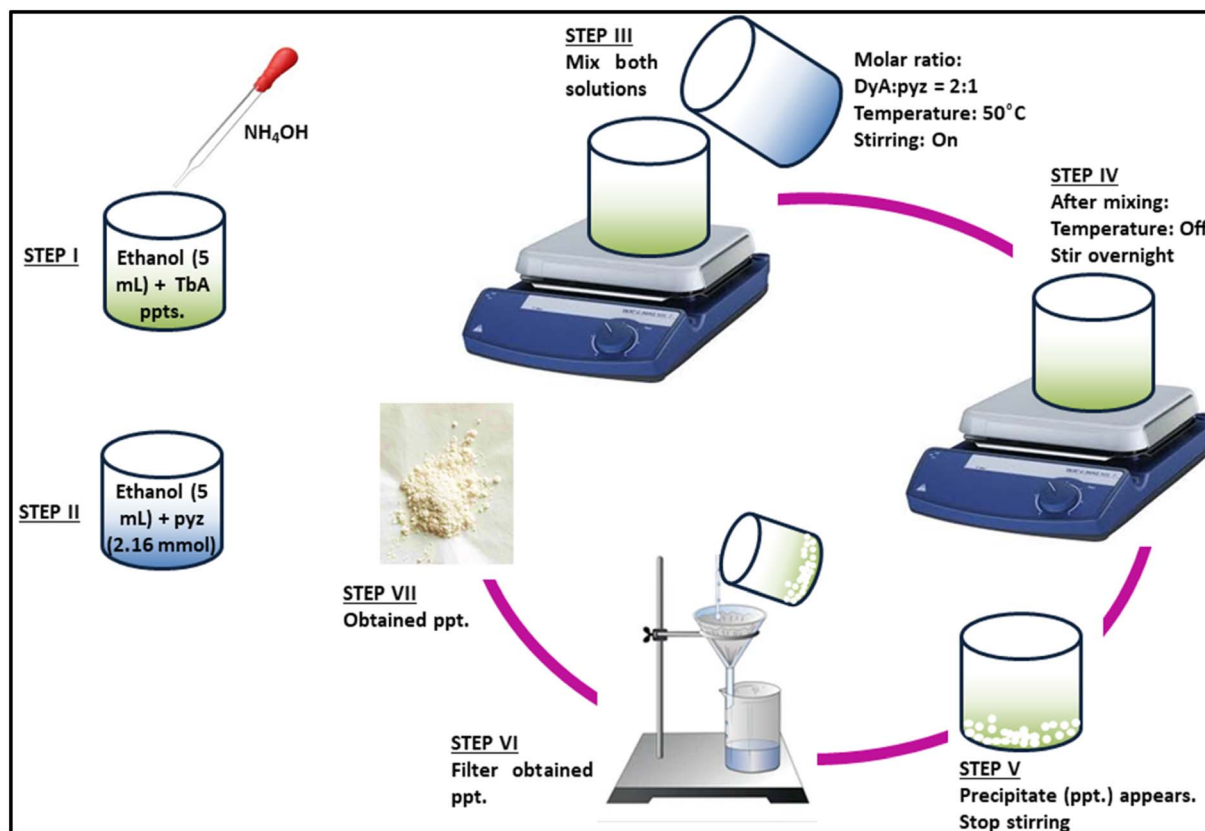 STEP I
NH₄OH
Ethanol (5
mL) + TbA
ppts.
STEP II
Ethanol (5
mL) + pyz
(2.16 mmol)
STEP III
Mix both
solutions
Molar ratio:
DyA:pyz = 2:1
Temperature: 50°C
Stirring: On
STEP IV
After mixing:
Temperature: Off
Stir overnight
STEP V
Precipitate (ppt.) appears.
Stop stirring
STEP VI
Filter obtained
ppt.
STEP VII
Obtained ppt.